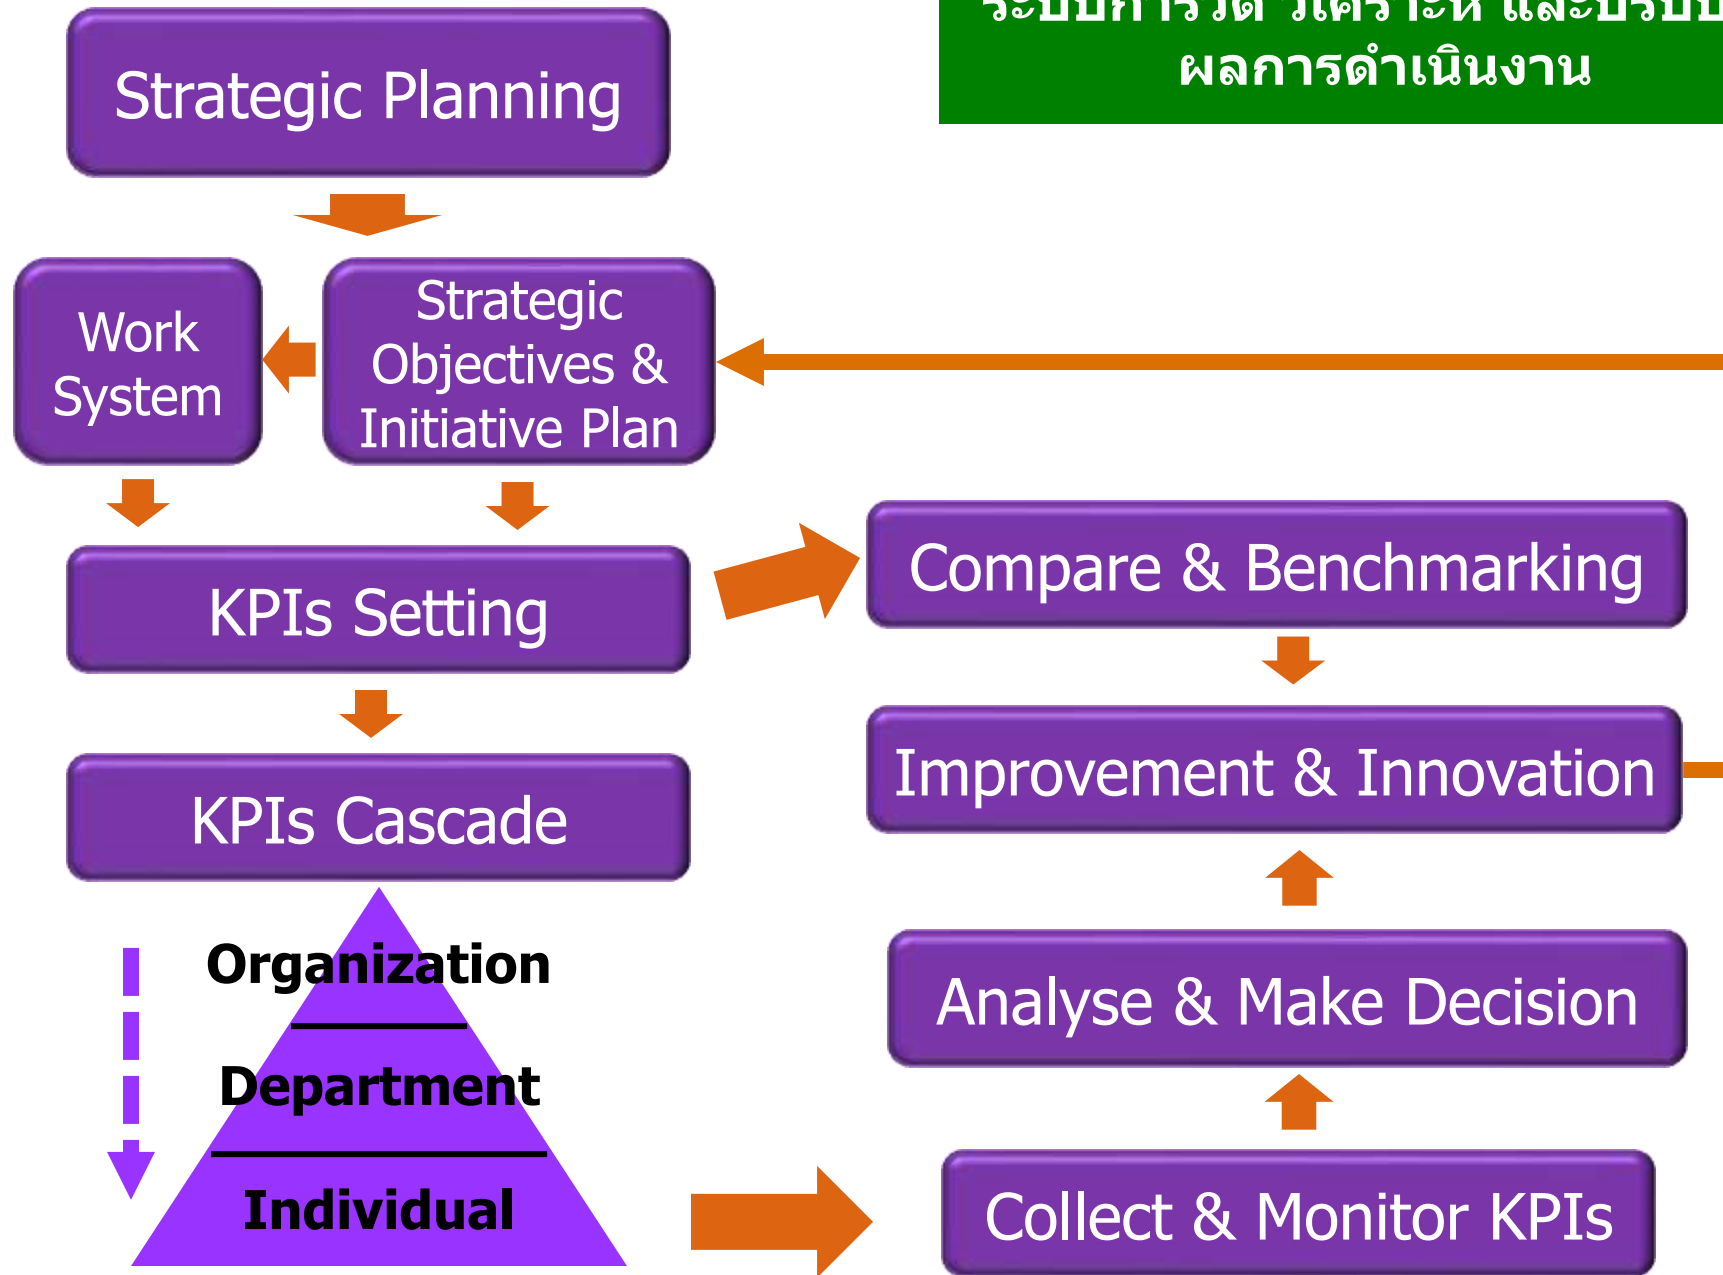 ผลการดำเนินงาน
Strategic Planning
Work
System
Strategic
Objectives &
Initiative Plan
KPIs Setting
KPIs Cascade
Organization
Department
Individual
Compare & Benchmarking
Improvement & Innovation
Analyse & Make Decision
Collect & Monitor KPIs